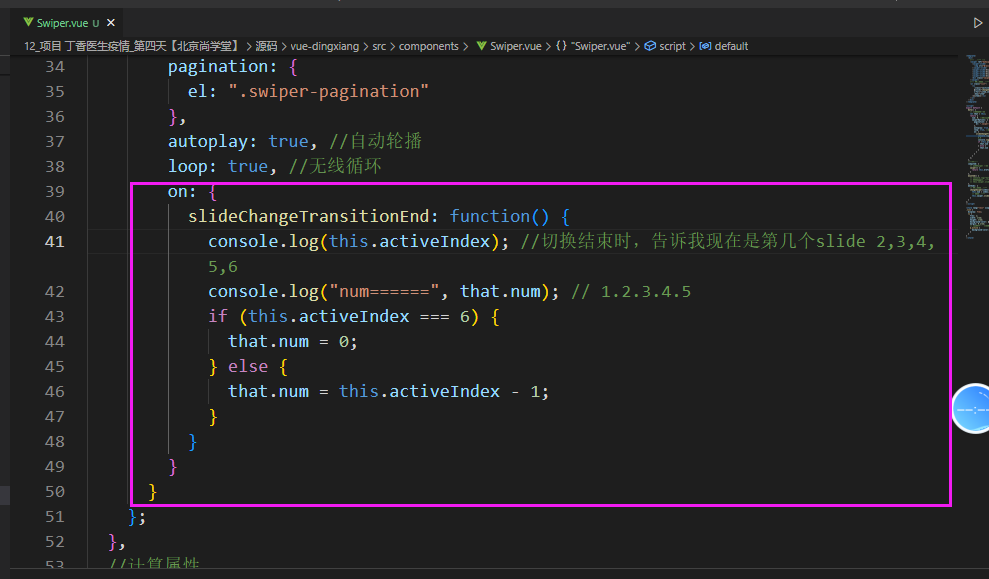 Swiper.vue U ×
12_项目 丁香医生疫情_第四天【北京尚学堂】 > 源码 > vue-dingxiang > src > components > Swiper.vue > {} "Swiper.vue" > script > default
34 pagination: {
35 el: ".swiper-pagination"
36 },
37 autoplay: true, //自动轮播
38 loop: true, //无线循环
39 on: {
40 slideChangeTransitionEnd: function() {
41 console.log(this.activeIndex); //切换结束时，告诉我现在是第几个slide 2,3,4,
5,6
42 console.log("num======", that.num); // 1.2.3.4.5
43 if (this.activeIndex === 6) {
44 that.num = 0;
45 } else {
46 that.num = this.activeIndex - 1;
47 }
48 }
49 }
50 }
51 };
52 },
53 //计算属性